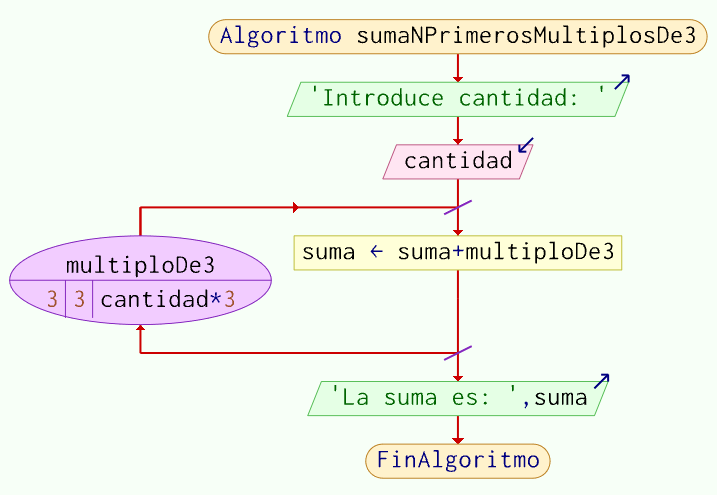 Algoritmo sumaNPrimerosMultiplosDe3
'Introduce cantidad: '
cantidad
suma ← suma+multiploDe3
multiploDe3
3 3 cantidad*3
'La suma es: ',suma
FinAlgoritmo